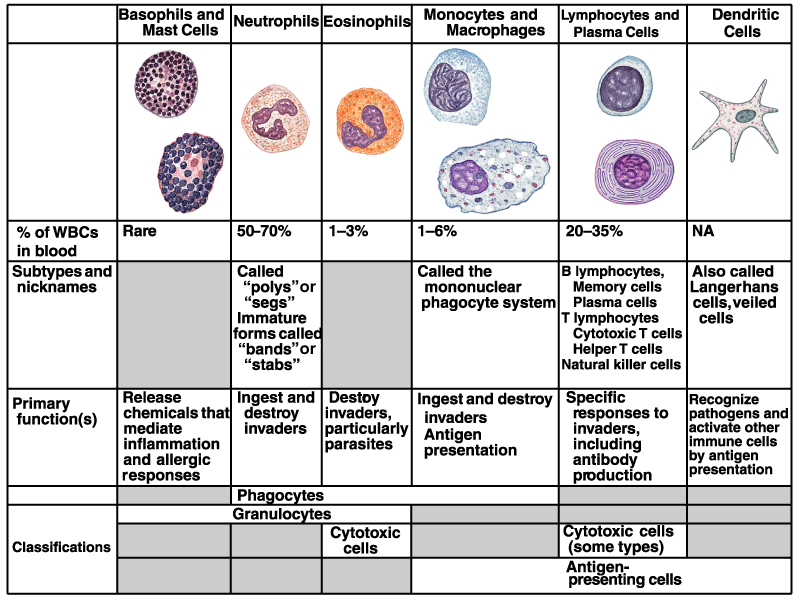 Basophils and
Mast Cells
Neutrophils
Eosinophils
Monocytes and
Macrophages
Lymphocytes and
Plasma Cells
Dendritic
Cells
% of WBCs
in blood
Rare
50–70%
1–3%
1–6%
20–35%
NA
Subtypes and
nicknames
Called
“polys” or
“segs”
Immature
forms called
“bands” or
“stabs”
Called the
mononuclear
phagocyte system
B lymphocytes,
Memory cells
Plasma cells
T lymphocytes
Cytotoxic T cells
Helper T cells
Natural killer cells
Also called
Langerhans
cells, veiled
cells
Primary
function(s)
Release
chemicals that
mediate
inflammation
and allergic
responses
Ingest and
destroy
invaders
Destoy
invaders,
particularly
parasites
Ingest and destroy
invaders
Antigen
presentation
Specific
responses to
invaders,
including
antibody
production
Recognize
pathogens and
activate other
immune cells
by antigen
presentation
Classifications
Phagocytes
Granulocytes
Cytotoxic
cells
Cytotoxic cells
(some types)
Antigen-
presenting cells